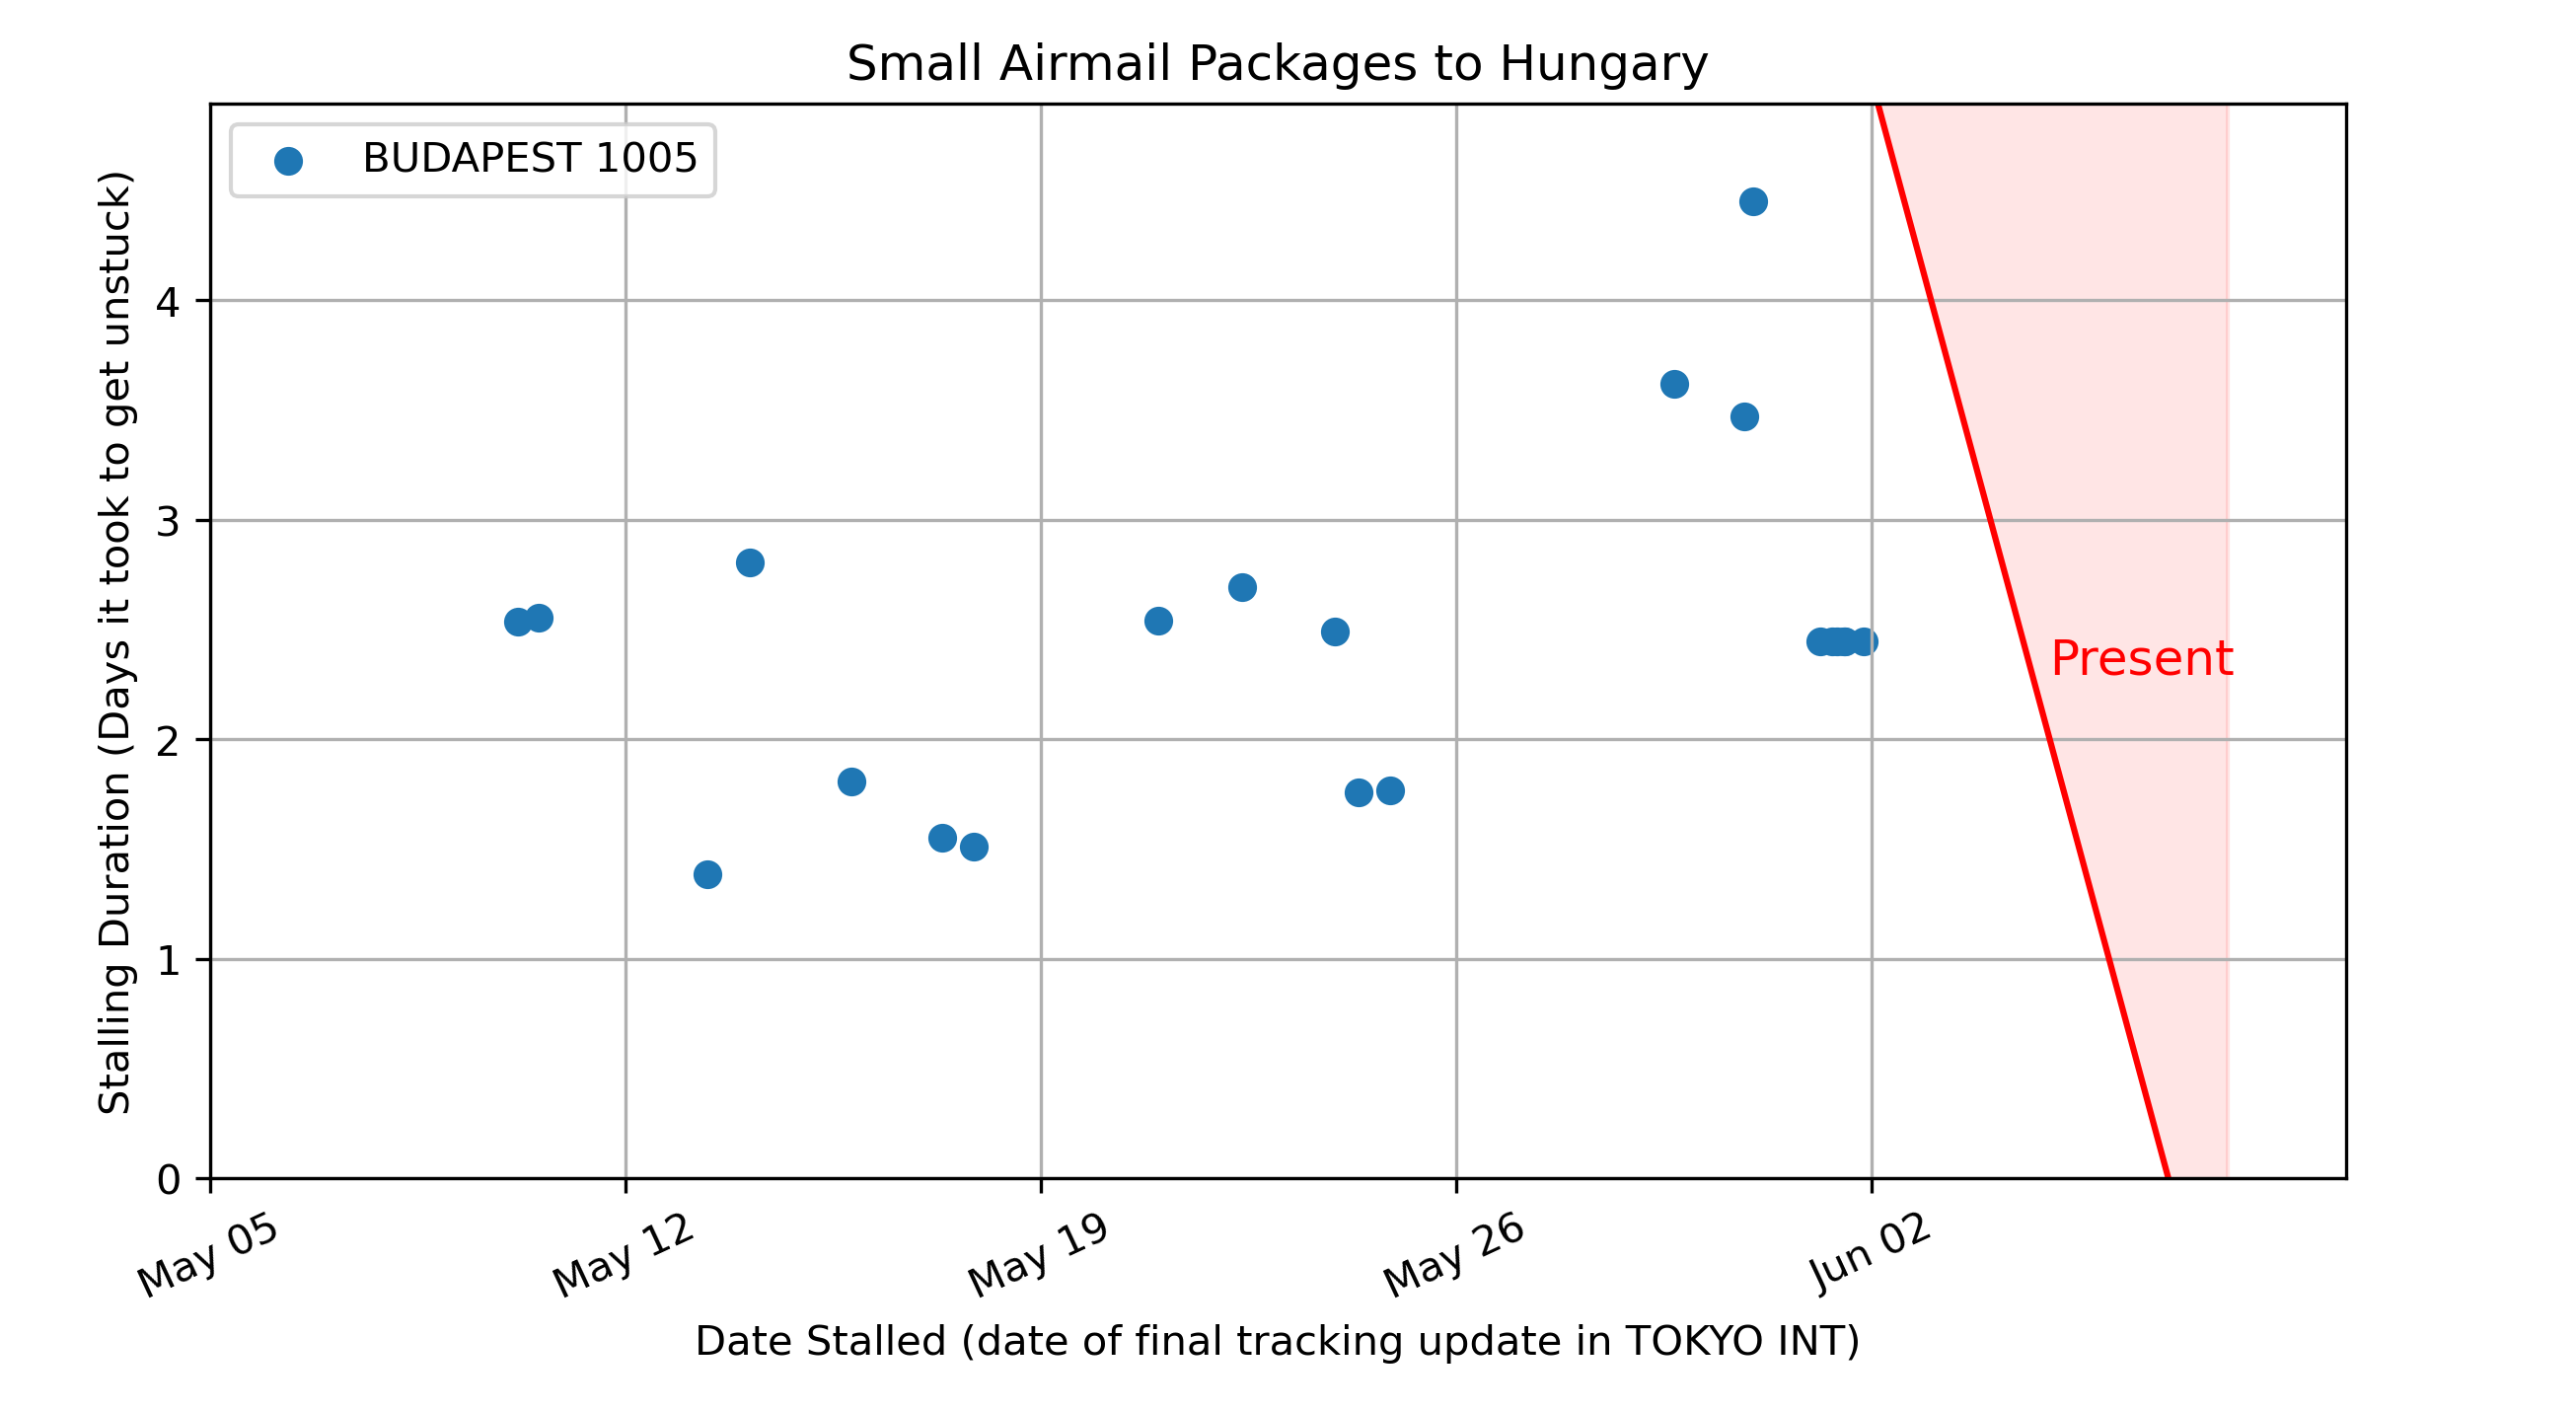 Small Airmail Packages to Hungary
BUDAPEST 1005
Stalling Duration (Days it took to get unstuck)
4
3
2
1
0
Present
May 05
May 12
May 19
May 26
Jun 02
Date Stalled (date of final tracking update in TOKYO INT)